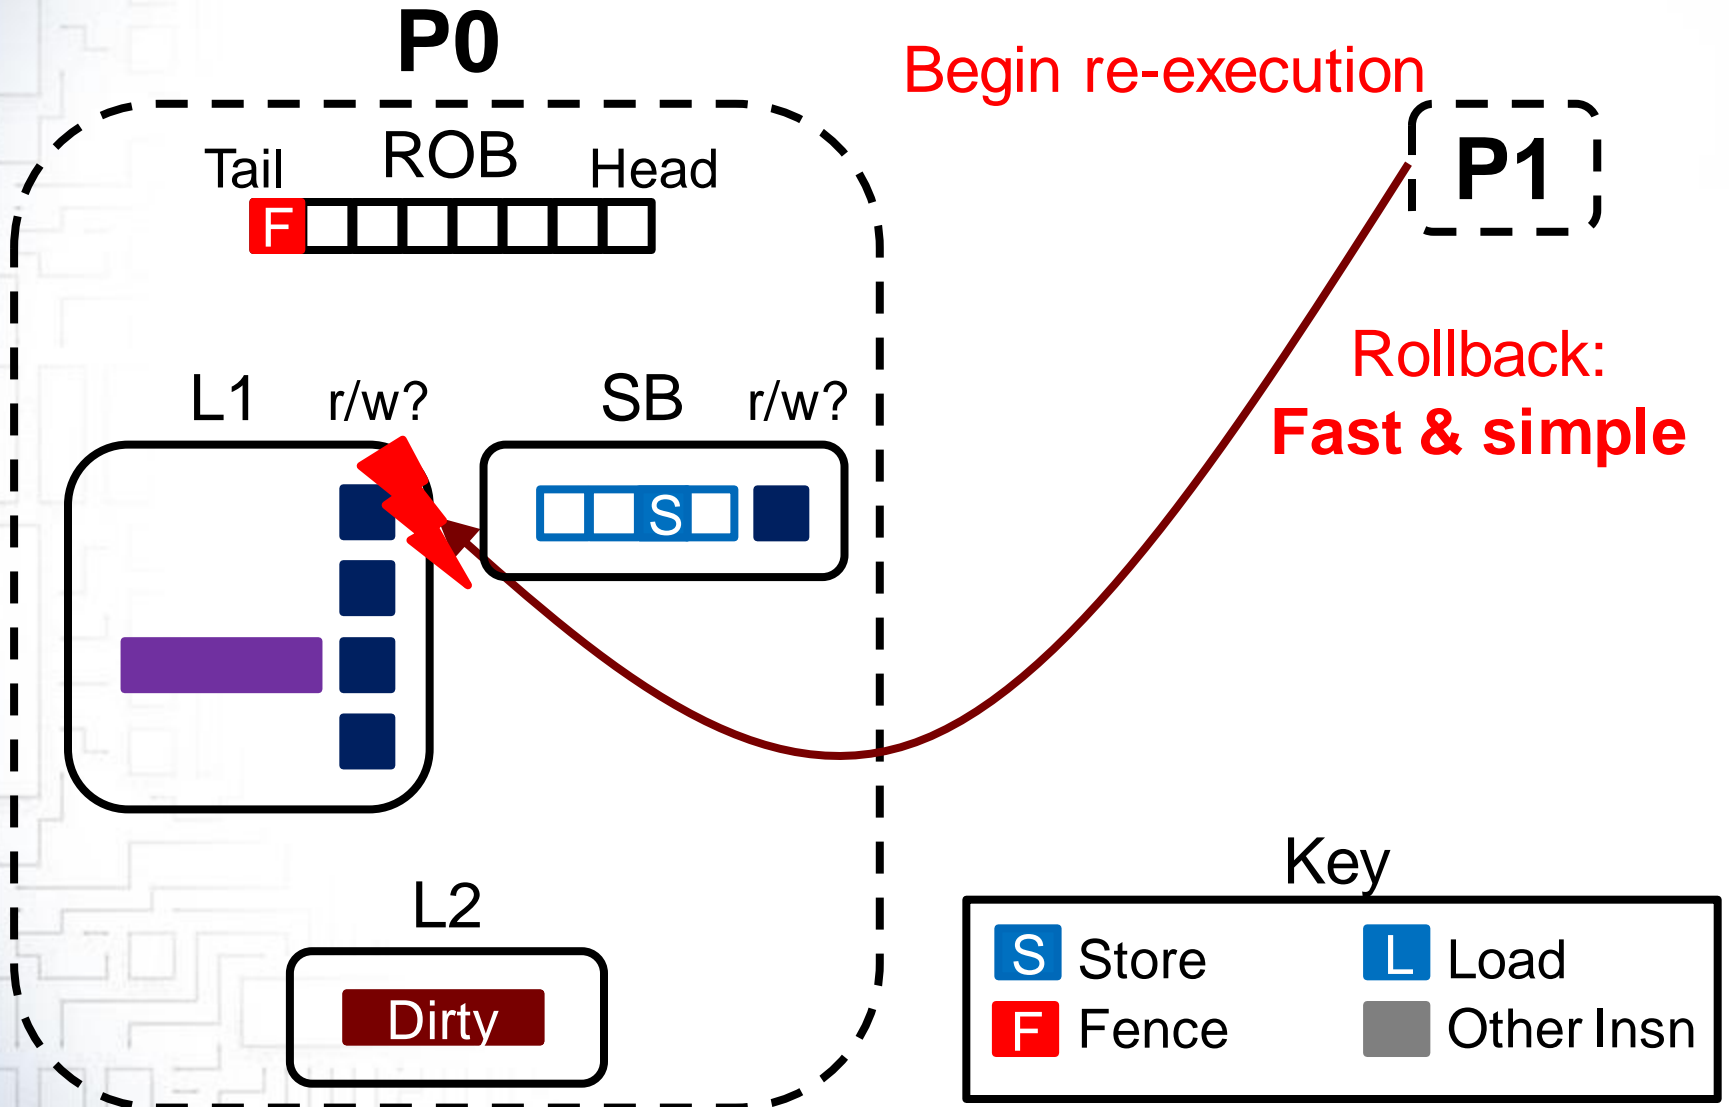 P0
Begin re-execution
P1
Tail ROB Head
F
Rollback:
Fast & simple
L1 r/w? SB r/w?
S
Key
L2
S Store L Load
Dirty
F Fence Other Insn